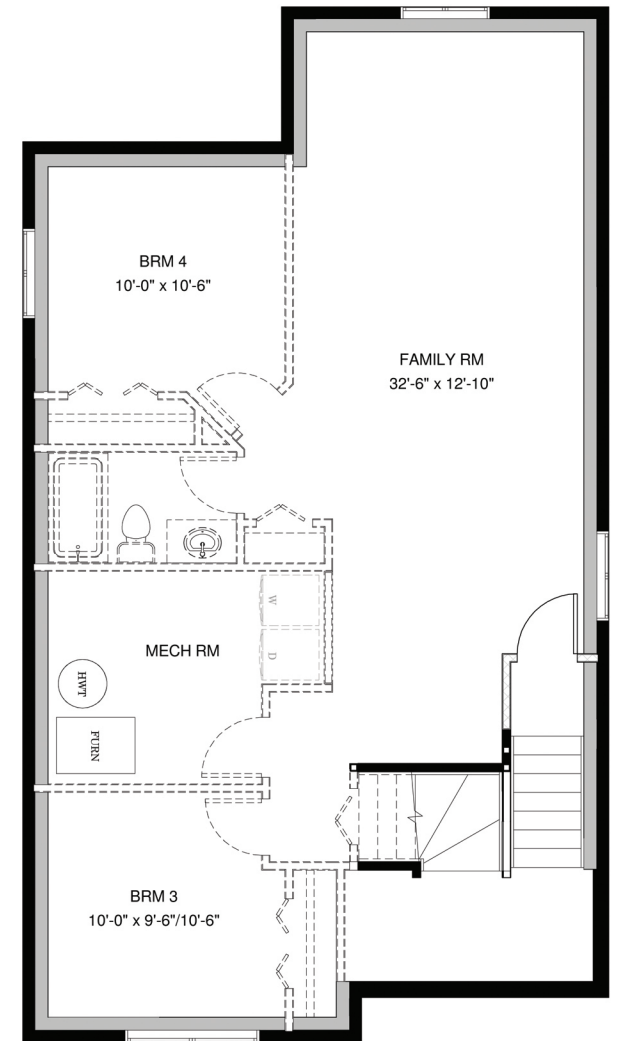 BRM 4
10'-0" x 10'-6"
FAMILY RM
32'-6" x 12'-10"
W
D
MECH RM
HWT
FURN
BRM 3
10'-0" x 9'-6"/10'-6"